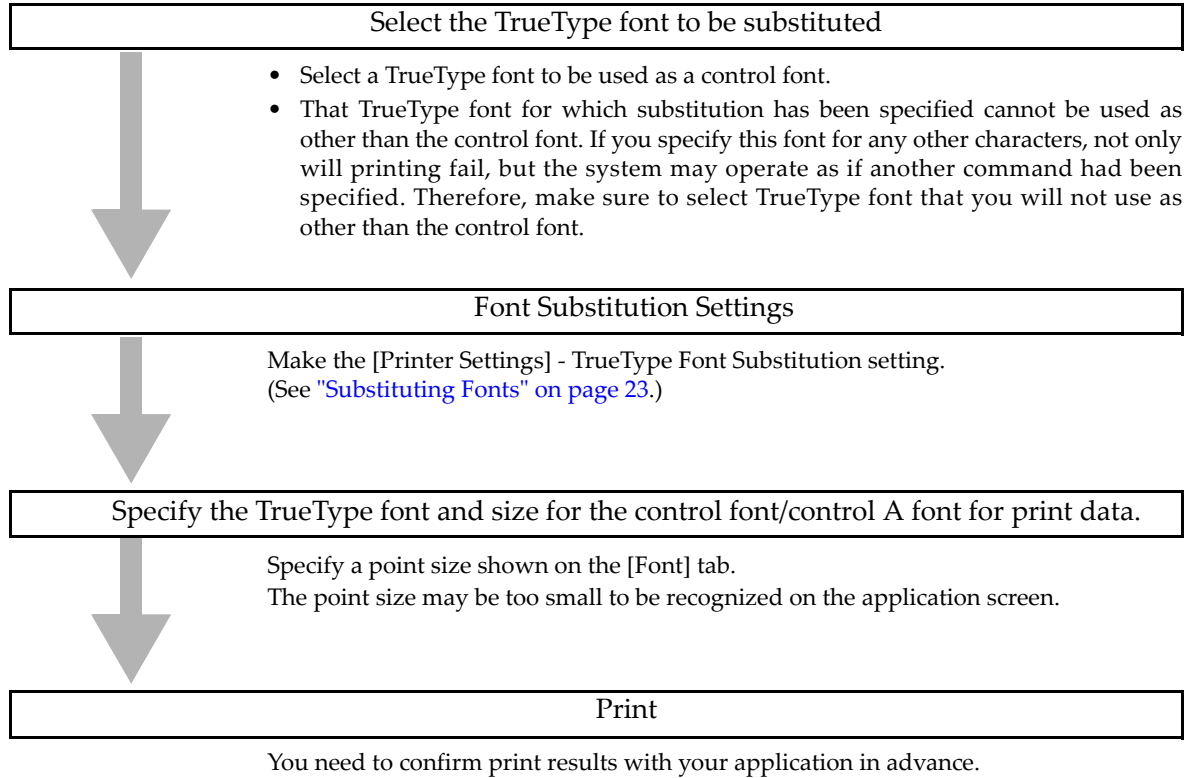 Select the TrueType font to be substituted
• Select a TrueType font to be used as a control font.
• That TrueType font for which substitution has been specified cannot be used as
other than the control font. If you specify this font for any other characters, not only
will printing fail, but the system may operate as if another command had been
specified. Therefore, make sure to select TrueType font that you will not use as
other than the control font.
Font Substitution Settings
Make the [Printer Settings] - TrueType Font Substitution setting.
(See "Substituting Fonts" on page 23.)
Specify the TrueType font and size for the control font/control A font for print data.
Specify a point size shown on the [Font] tab.
The point size may be too small to be recognized on the application screen.
Print
You need to confirm print results with your application in advance.